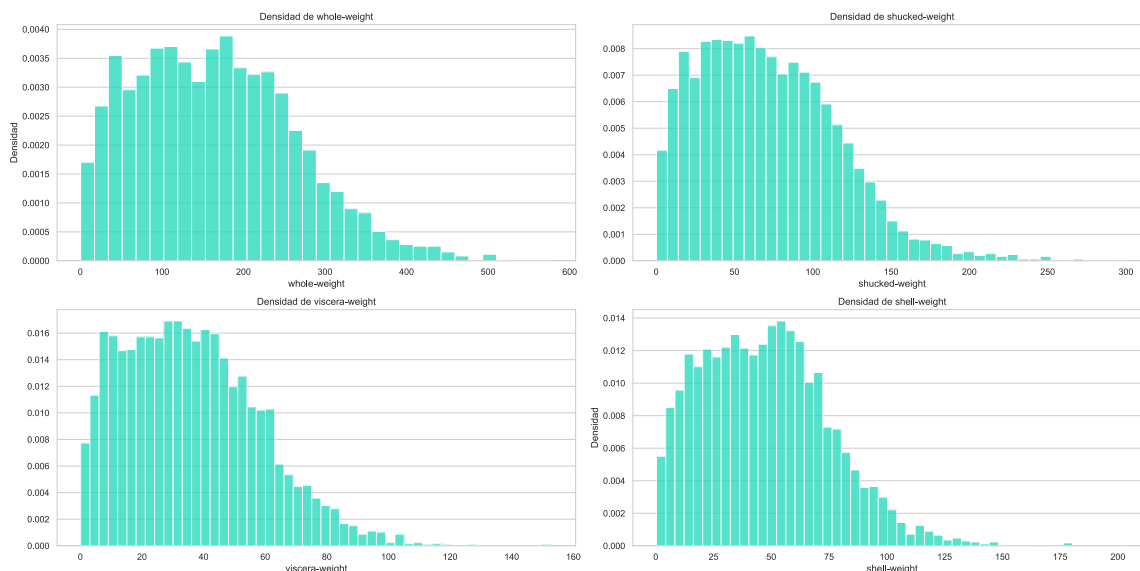 Densidad de whole-weight
Densidad
0.0040
0.0035
0.0030
0.0025
0.0020
0.0015
0.0010
0.0005
0.0000
0 100 200 300 400 500 600
whole-weight
Densidad de shucked-weight
0.008
0.007
0.006
0.005
0.004
0.003
0.002
0.001
0.000
0 50 100 150 200 250 300
shucked-weight
Densidad de viscera-weight
0.016
0.014
0.012
0.010
0.008
0.006
0.004
0.002
0.000
0 20 40 60 80 100 120 140 160
viscera-weight
Densidad de shell-weight
Densidad
0.014
0.012
0.010
0.008
0.006
0.004
0.002
0.000
0 25 50 75 100 125 150 175 200
shell-weight